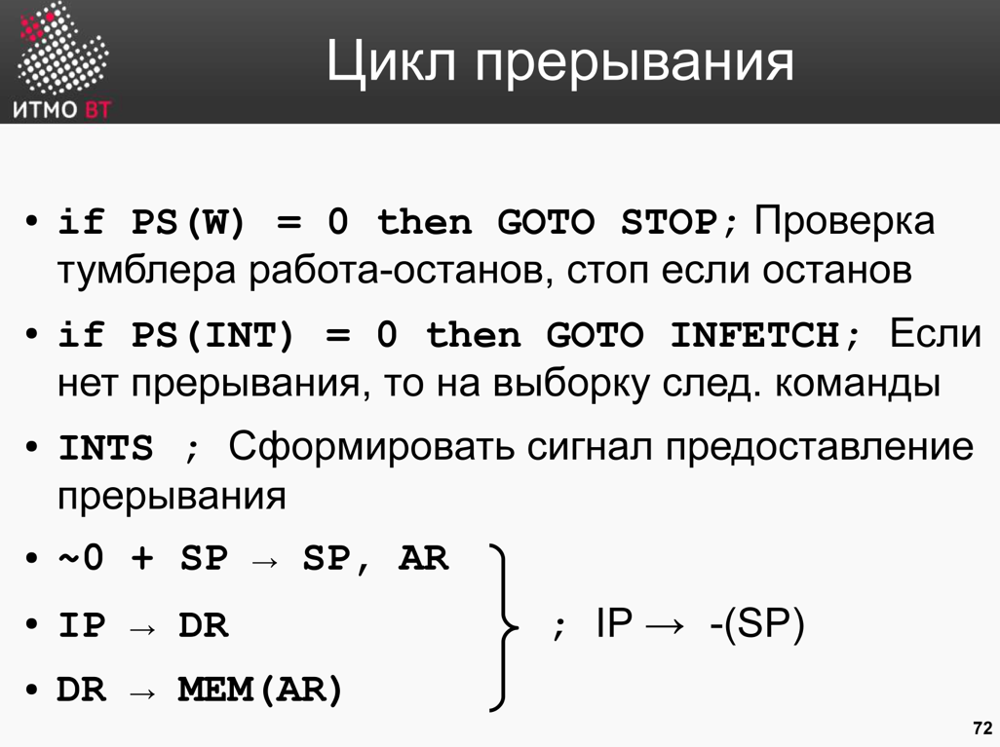 Цикл прерывания
ИТМО ВТ
• if PS(W) = 0 then GOTO STOP; Проверка
тумблера работа-останов, стоп если останов
• if PS(INT) = 0 then GOTO INFETCH; Если
нет прерывания, то на выборку след. команды
• INTS ; Сформировать сигнал предоставление
прерывания
• ~0 + SP → SP, AR
• IP → DR ; IP → -(SP)
• DR → MEM(AR)
72